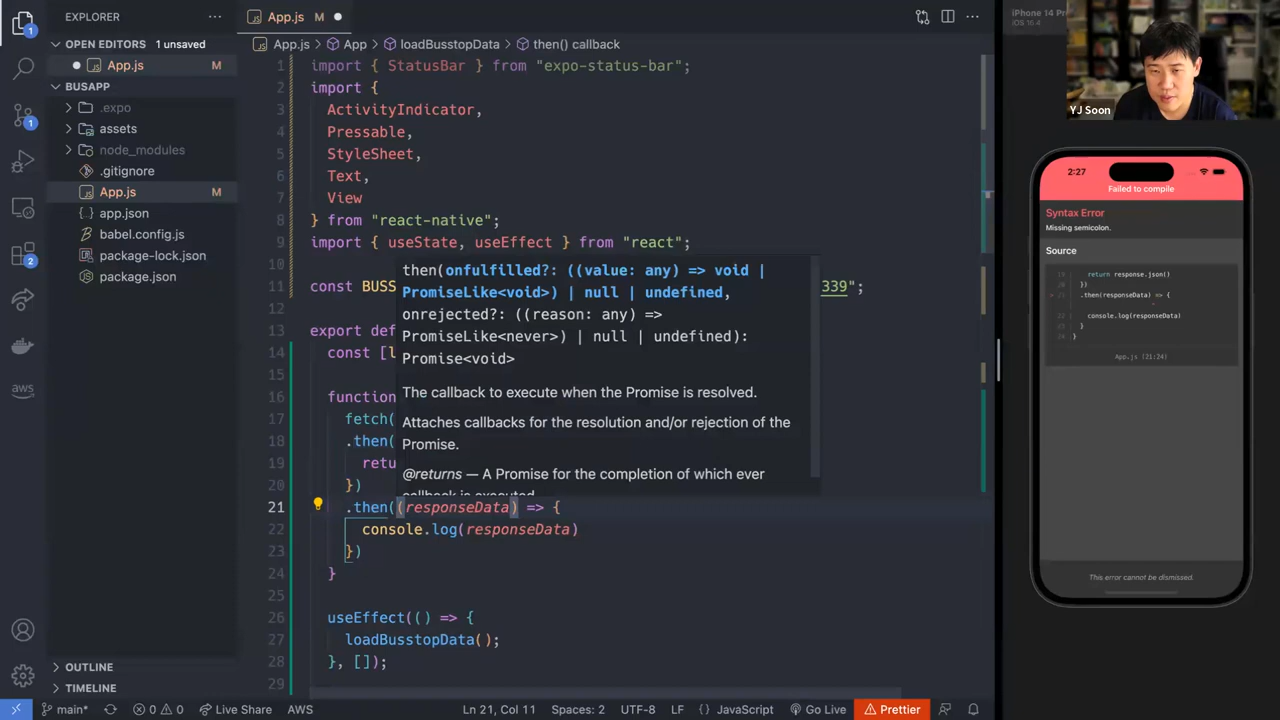 EXPLORER
OPEN EDITORS 1 unsaved
App.js M
BUSAPP
.expo
assets
node_modules
.gitignore
App.js M
app.json
babel.config.js
package-lock.json
package.json
OUTLINE
TIMELINE
1
1
2
aws
App.js M
App.js > App > loadBusstopData > then() callback
1 import { StatusBar } from "expo-status-bar";
2 import {
3 ActivityIndicator,
4 Pressable,
5 StyleSheet,
6 Text,
7 View
8 } from "react-native";
9 import { useState, useEffect } from "react";
10
11 const BUSS 339";
12
13 export def
14 const [l
15
16 function
17 fetch(
18 .then(
19 retu
20 })
21 .then((responseData) => {
22 console.log(responseData)
23 })
24 }
25
26 useEffect(() => {
27 loadBusstopData();
28 }, []);
29
then(onfulfilled?: ((value: any) => void |
PromiseLike<void>) | null | undefined,
onrejected?: ((reason: any) =>
PromiseLike<never>) | null | undefined):
Promise<void>
The callback to execute when the Promise is resolved.
Attaches callbacks for the resolution and/or rejection of the
Promise.
@returns — A Promise for the completion of which ever
callback is executed.
main* 0 0 Live Share AWS Ln 21, Col 11 Spaces: 2 UTF-8 LF {} JavaScript Go Live Prettier
iPhone 14 Pro
iOS 16.4
YJ Soon
2:27
Failed to compile
Syntax Error
Missing semicolon.
Source
19 | return response.json()
20 | })
> 21 | .then(responseData) => {
| ^
22 | console.log(responseData)
23 | }
24 | }
App.js (21:24)
This error cannot be dismissed.